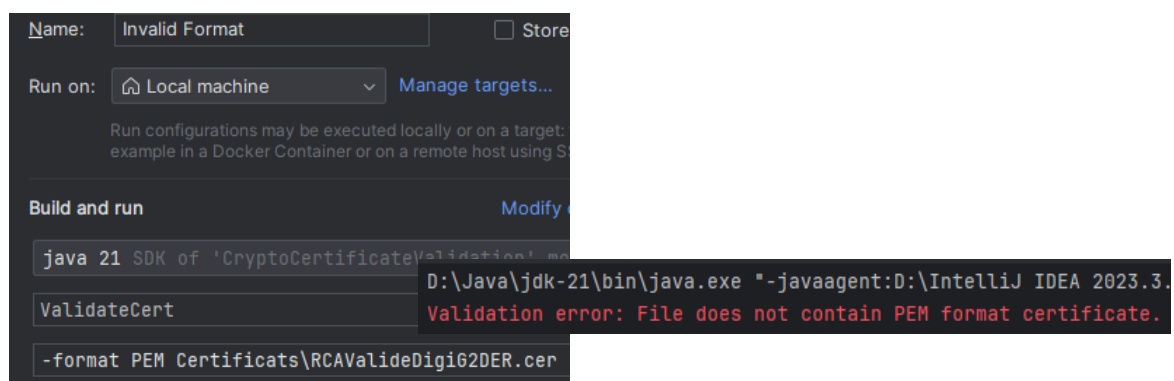 Name: Invalid Format Store
Run on: Local machine Manage targets...
Run configurations may be executed locally or on a target:
example in a Docker Container or on a remote host using
Build and run Modify
java 21 SDK of 'CryptoCertificateValidation'
D:\Java\jdk-21\bin\java.exe "-javaagent:D:\IntelliJ IDEA 2023.3.
ValidateCert
Validation error: File does not contain PEM format certificate.
-format PEM Certificats\RCAValideDigiG2DER.cer